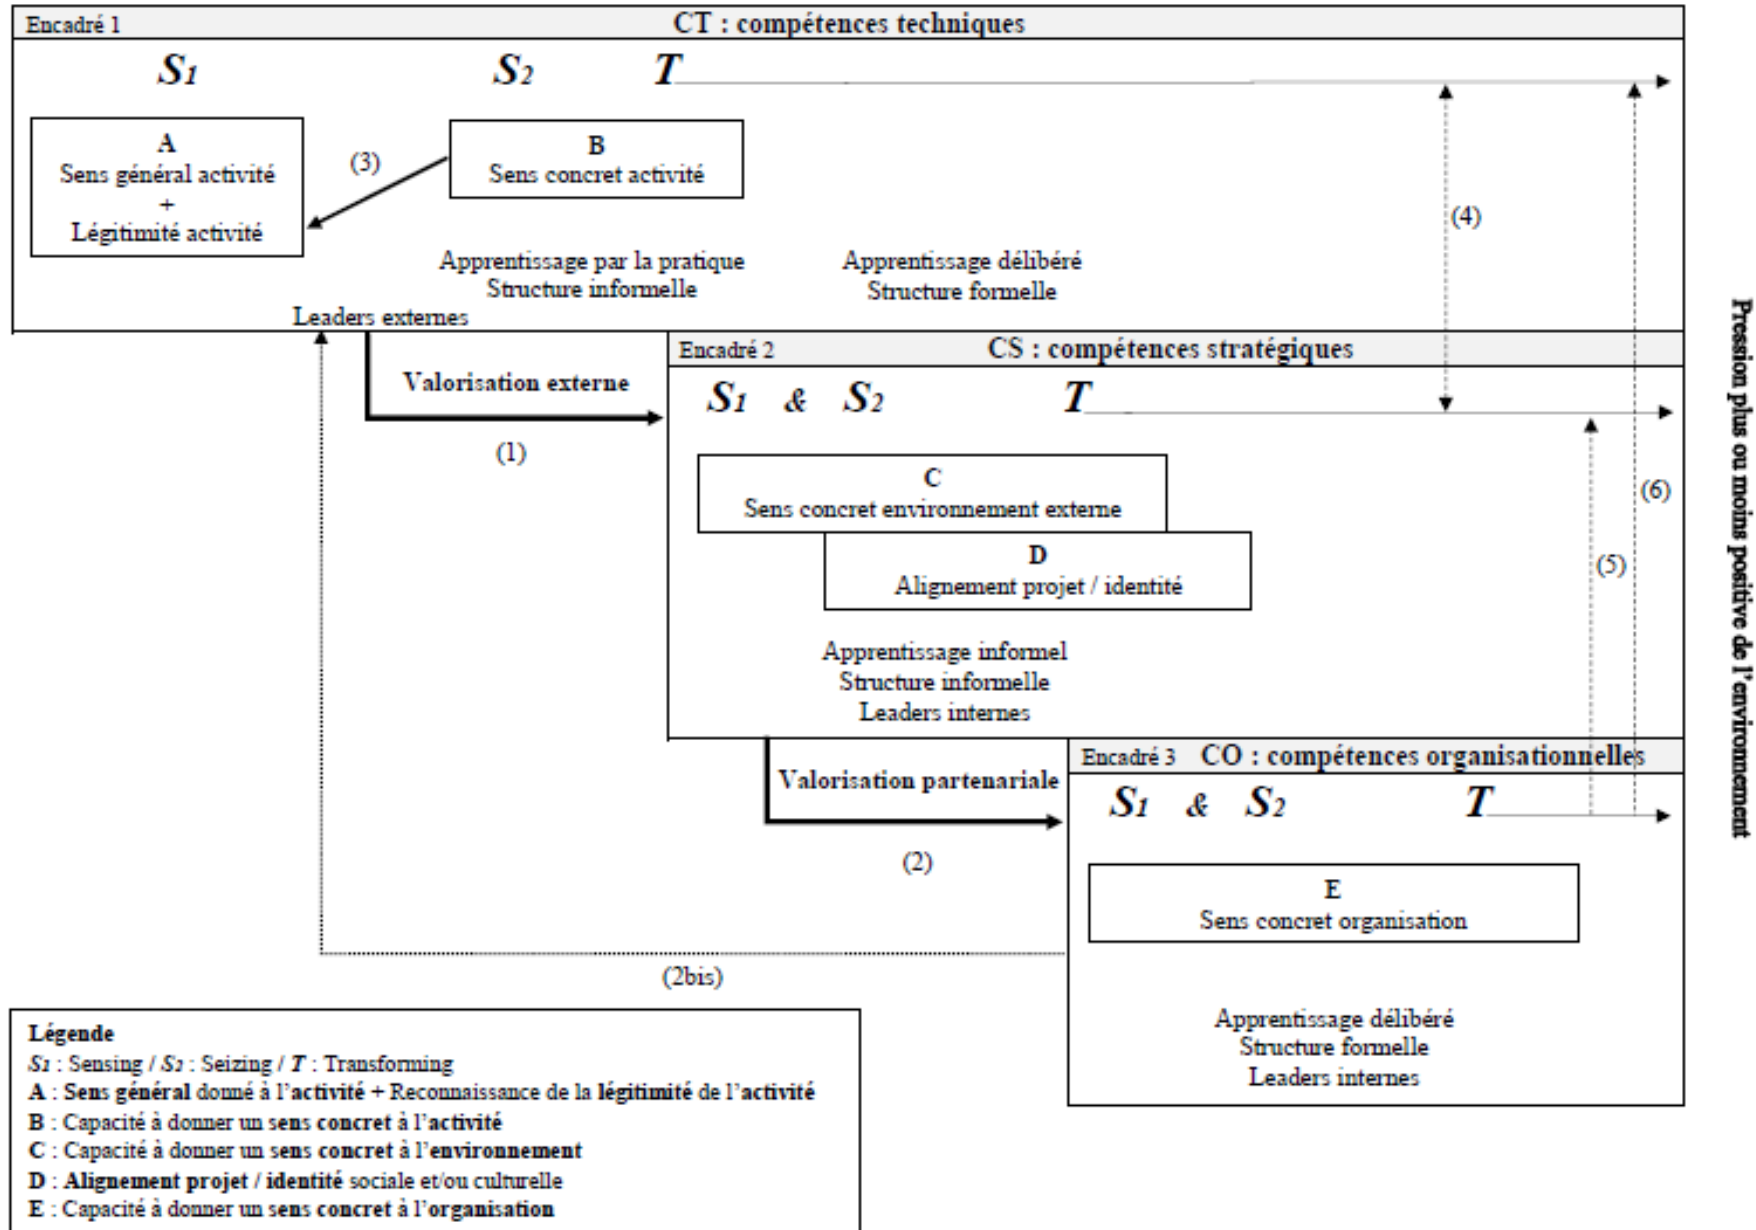 Encadré 1
CT : compétences techniques
S1 S2 T
A
Sens général activité
+
Légitimité activité
(3)
B
Sens concret activité
(4)
Apprentissage par la pratique
Structure informelle
Apprentissage délibéré
Structure formelle
Leaders externes
Valorisation externe
(1)
Encadré 2
CS : compétences stratégiques
S1 & S2 T
C
Sens concret environnement externe
D
Alignement projet / identité
(5)
(6)
Apprentissage informel
Structure informelle
Leaders internes
Valorisation partenariale
(2)
Encadré 3
CO : compétences organisationnelles
S1 & S2 T
E
Sens concret organisation
Apprentissage délibéré
Structure formelle
Leaders internes
(2bis)
Pression plus ou moins positive de l'environnement
Légende
S1 : Sensing / S2 : Seizing / T : Transforming
A : Sens général donné à l'activité + Reconnaissance de la légitimité de l'activité
B : Capacité à donner un sens concret à l'activité
C : Capacité à donner un sens concret à l'environnement
D : Alignement projet / identité sociale et/ou culturelle
E : Capacité à donner un sens concret à l'organisation